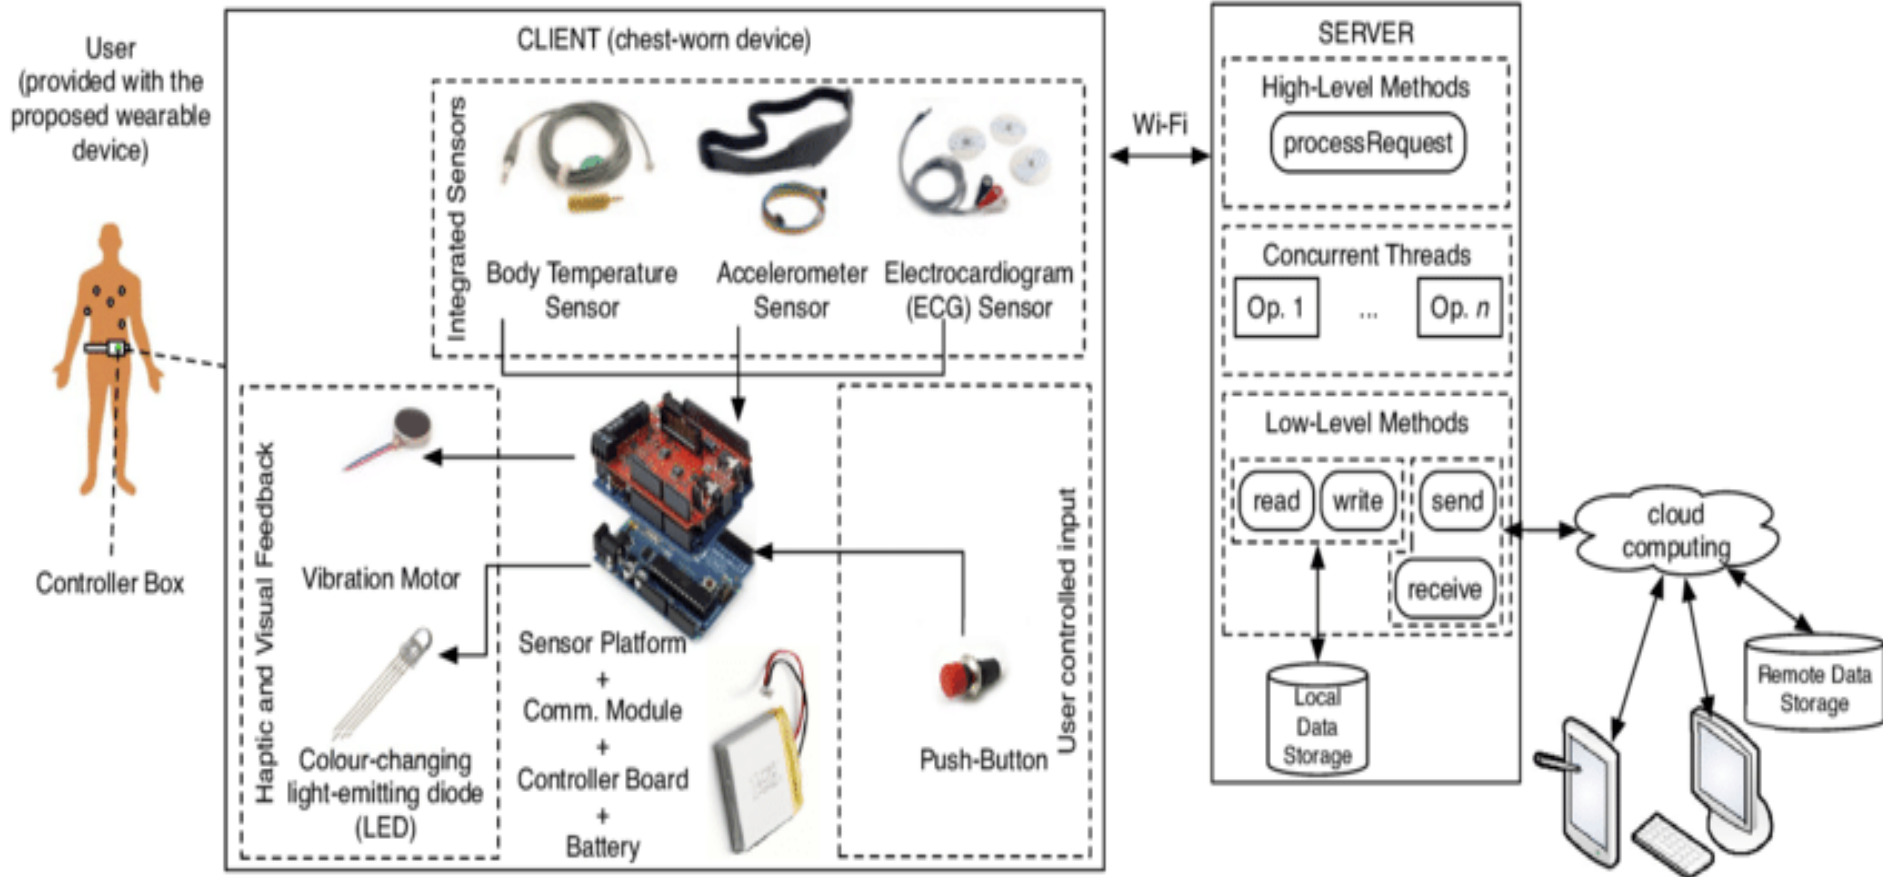 User
(provided with the
proposed wearable
device)
Controller Box
CLIENT (chest-worn device)
Integrated Sensors
Body Temperature
Sensor
Accelerometer
Sensor
Electrocardiogram
(ECG) Sensor
Haptic and Visual Feedback
Vibration Motor
Colour-changing
light-emitting diode
(LED)
Sensor Platform
+
Comm. Module
+
Controller Board
+
Battery
User controlled input
Push-Button
Wi-Fi
SERVER
High-Level Methods
processRequest
Concurrent Threads
Op. 1
...
Op. n
Low-Level Methods
read
write
send
receive
Local
Data
Storage
cloud
computing
Remote Data
Storage